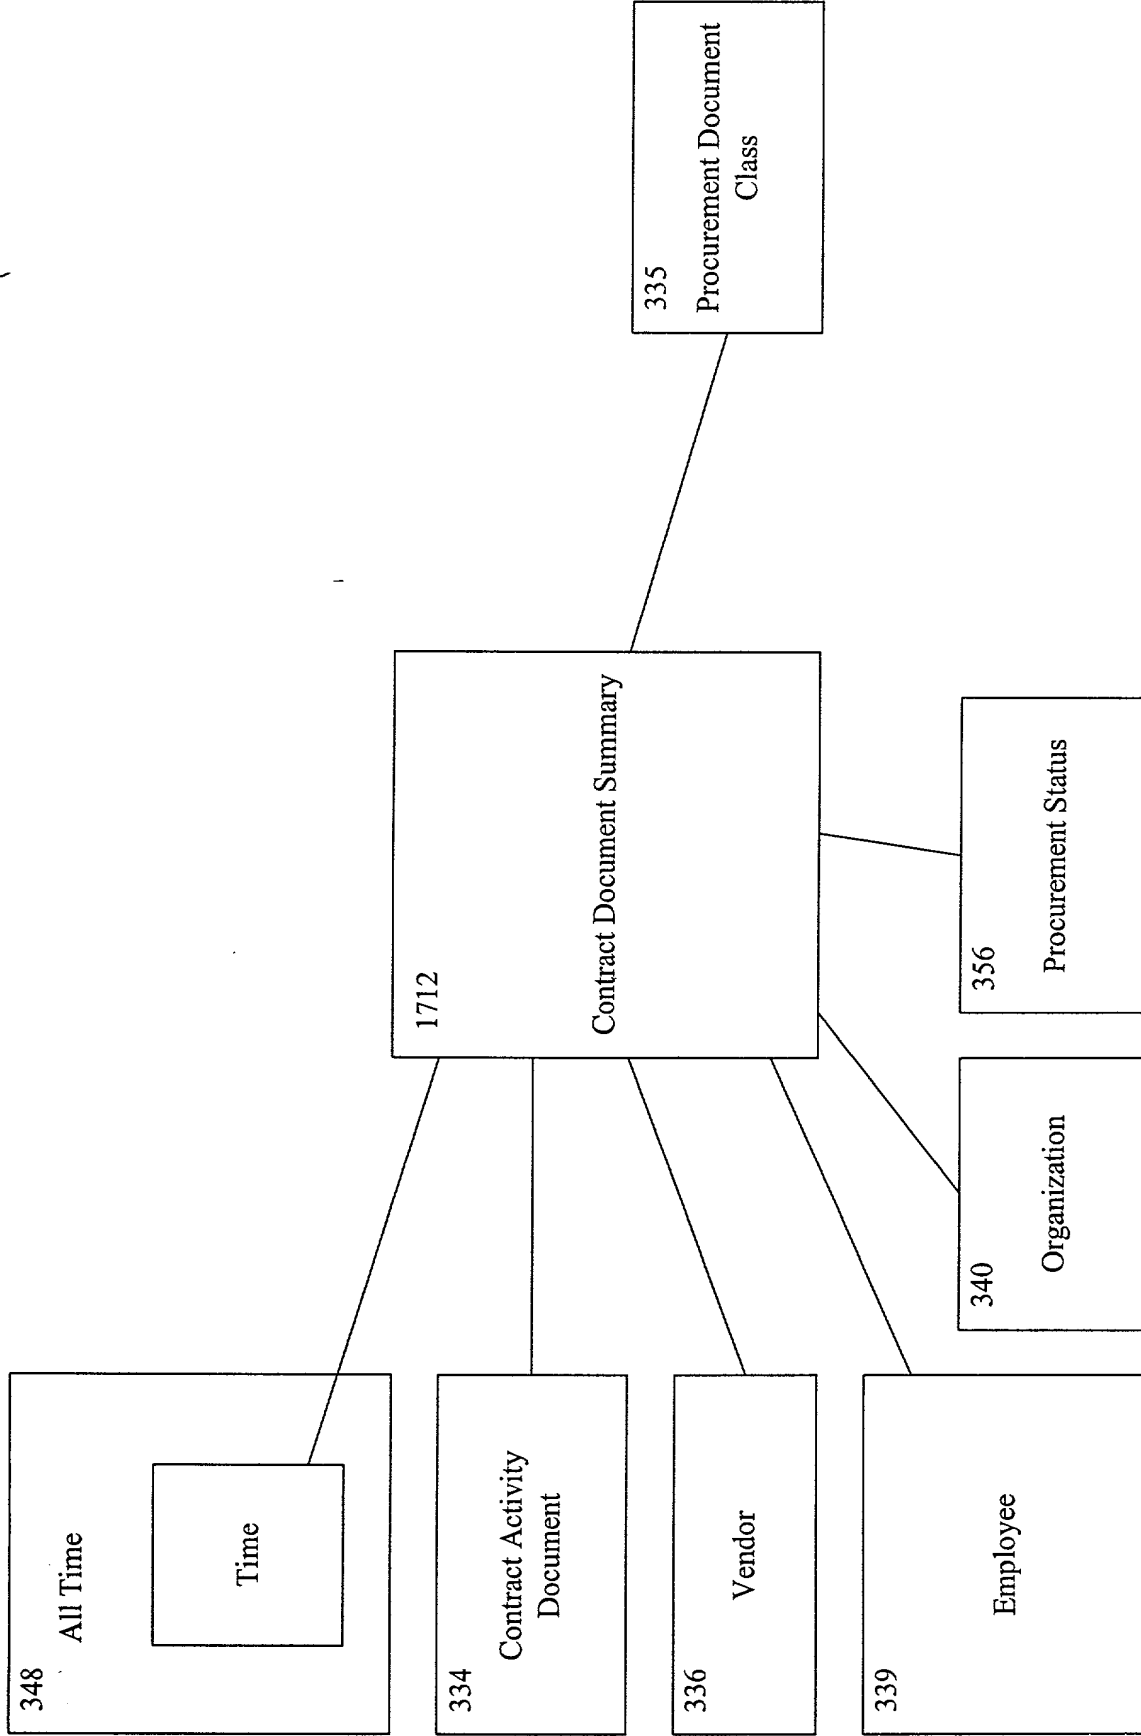 348
All Time
Time
334
Contract Activity
Document
336
Vendor
339
Employee
1712
Contract Document Summary
340
Organization
356
Procurement Status
335
Procurement Document
Class